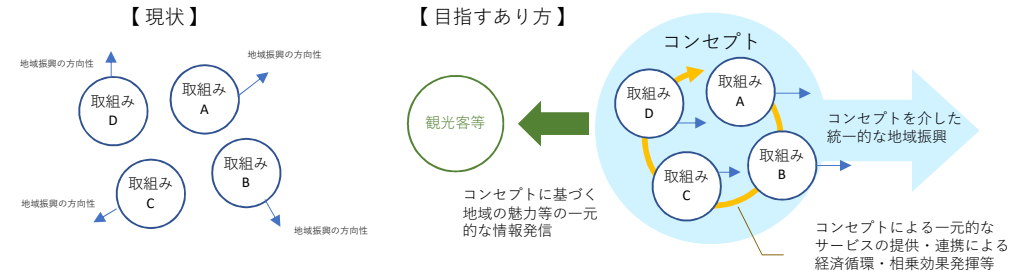 【 現状 】
地域振興の方向性
地域振興の方向性
取組み
D
取組み
A
取組み
C
取組み
B
地域振興の方向性
地域振興の方向性
【 目指すあり方 】
コンセプト
観光客等
取組み
D
取組み
A
取組み
C
取組み
B
コンセプトを介した
統一的な地域振興
コンセプトに基づく
地域の魅力等の一元
的な情報発信
コンセプトによる一元的な
サービスの提供・連携による
経済循環・相乗効果発揮等